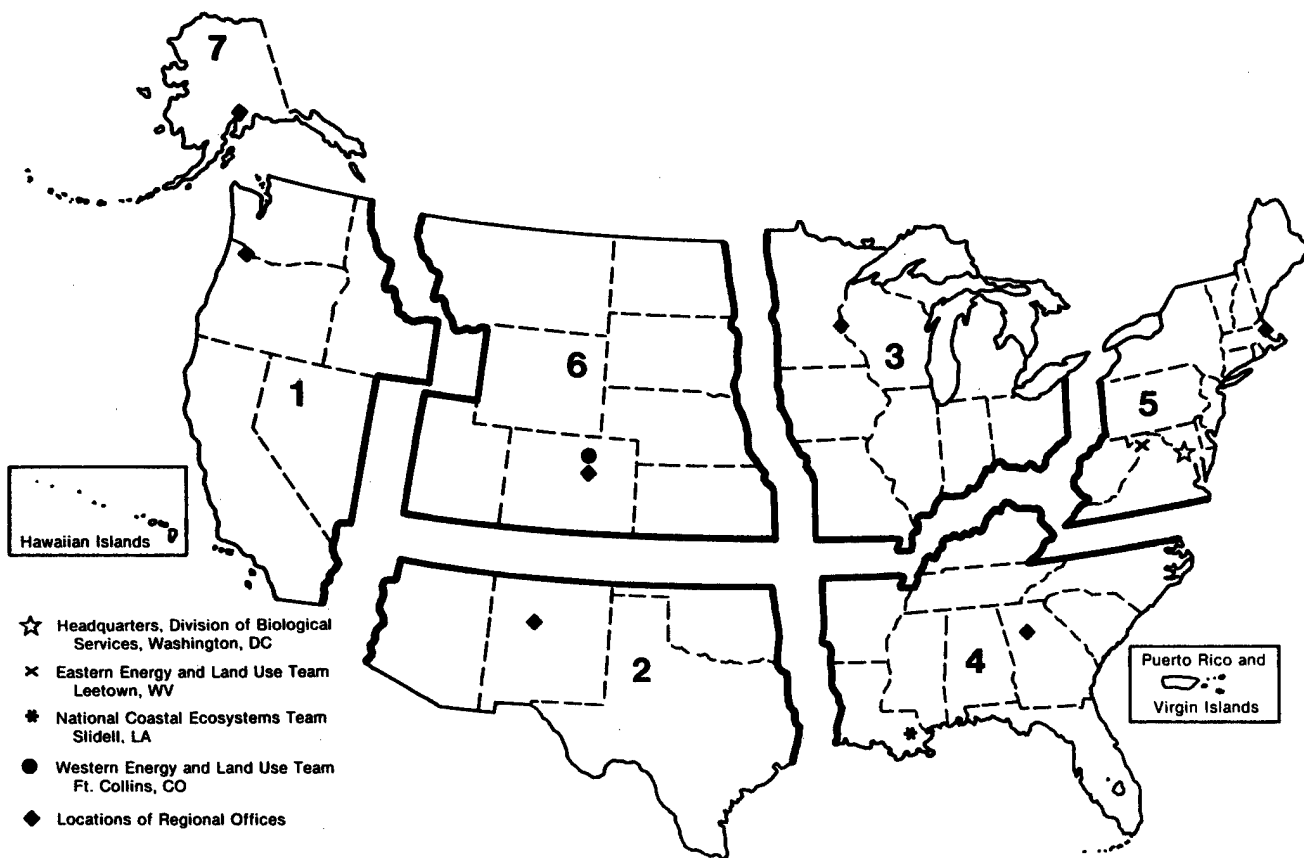 7
6
3
1
5
Hawaiian Islands
Headquarters, Division of Biological
Services, Washington, DC
Eastern Energy and Land Use Team
Leetown, WV
National Coastal Ecosystems Team
Slidell, LA
Western Energy and Land Use Team
Ft. Collins, CO
Locations of Regional Offices
2
4
Puerto Rico and
Virgin Islands